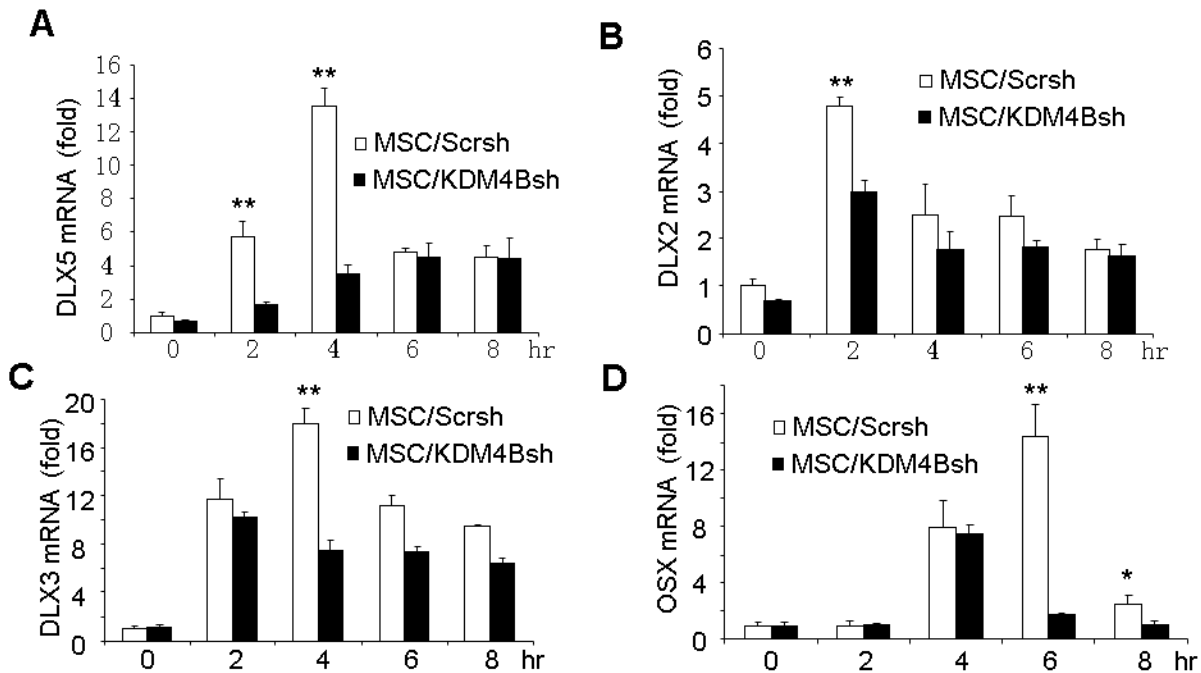 A
DLX5 mRNA (fold)
16
14
12
10
8
6
4
2
0
**
**
MSC/Scrsh
MSC/KDM4Bsh
0 2 4 6 8 hr
B
DLX2 mRNA (fold)
6
5
4
3
2
1
0
**
MSC/Scrsh
MSC/KDM4Bsh
0 2 4 6 8 hr
C
DLX3 mRNA (fold)
20
16
12
8
4
0
**
MSC/Scrsh
MSC/KDM4Bsh
0 2 4 6 8 hr
D
OSX mRNA (fold)
16
12
8
4
0
**
*
MSC/Scrsh
MSC/KDM4Bsh
0 2 4 6 8 hr